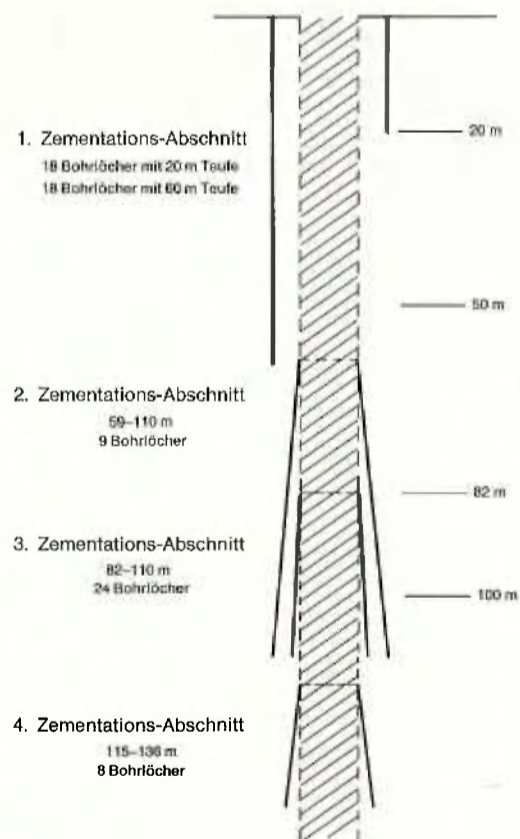 1. Zementations-Abschnitt
18 Bohrlöcher mit 20 m Teufe
18 Bohrlöcher mit 60 m Teufe
20 m
50 m
2. Zementations-Abschnitt
59–110 m
9 Bohrlöcher
82 m
3. Zementations-Abschnitt
82–110 m
24 Bohrlöcher
100 m
4. Zementations-Abschnitt
115–136 m
8 Bohrlöcher